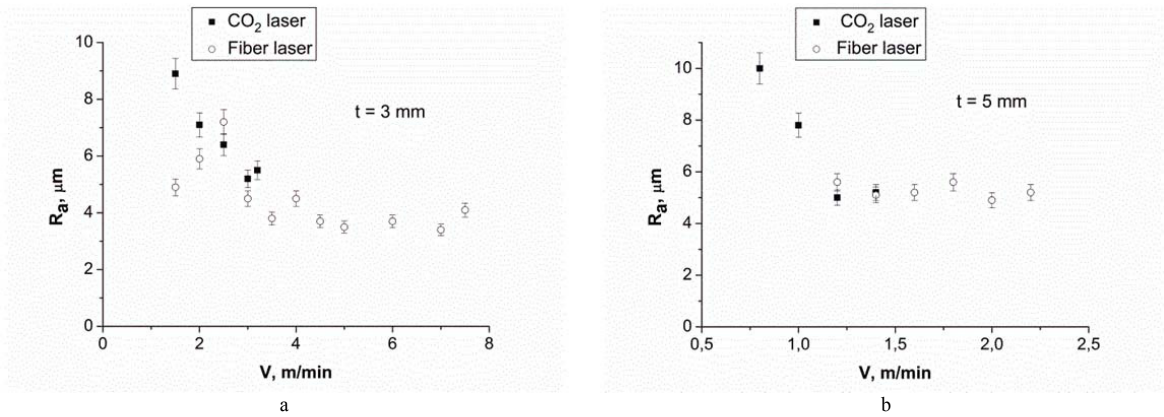 CO2 laser
Fiber laser
10
8
6
4
2
0
Ra, μm
t = 3 mm
0 2 4 6 8
V, m/min
a
CO2 laser
Fiber laser
10
8
6
4
2
0
Ra, μm
t = 5 mm
0,5 1,0 1,5 2,0 2,5
V, m/min
b